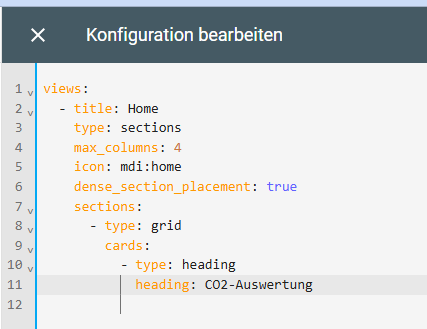 × Konfiguration bearbeiten
1 views:
2   - title: Home
3     type: sections
4     max_columns: 4
5     icon: mdi:home
6     dense_section_placement: true
7     sections:
8       - type: grid
9         cards:
10          - type: heading
11            heading: CO2-Auswertung
12